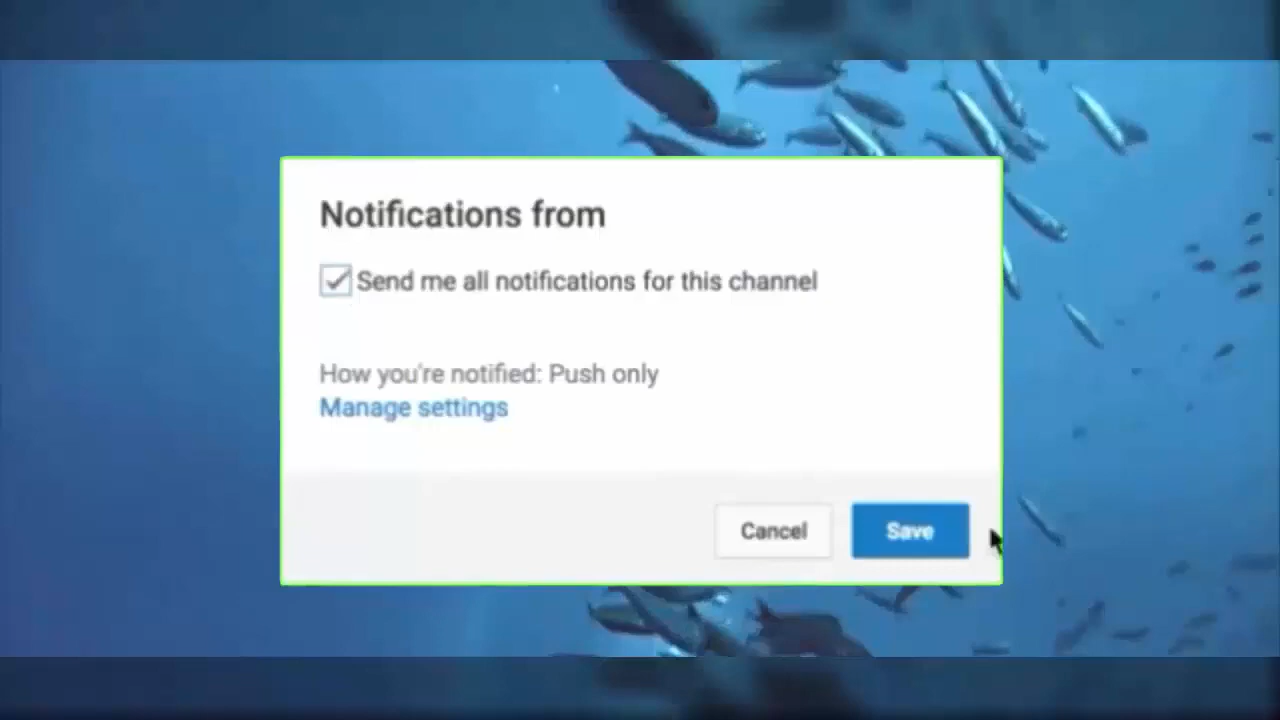 Notifications from
Send me all notifications for this channel
How you're notified: Push only
Manage settings
Cancel
Save